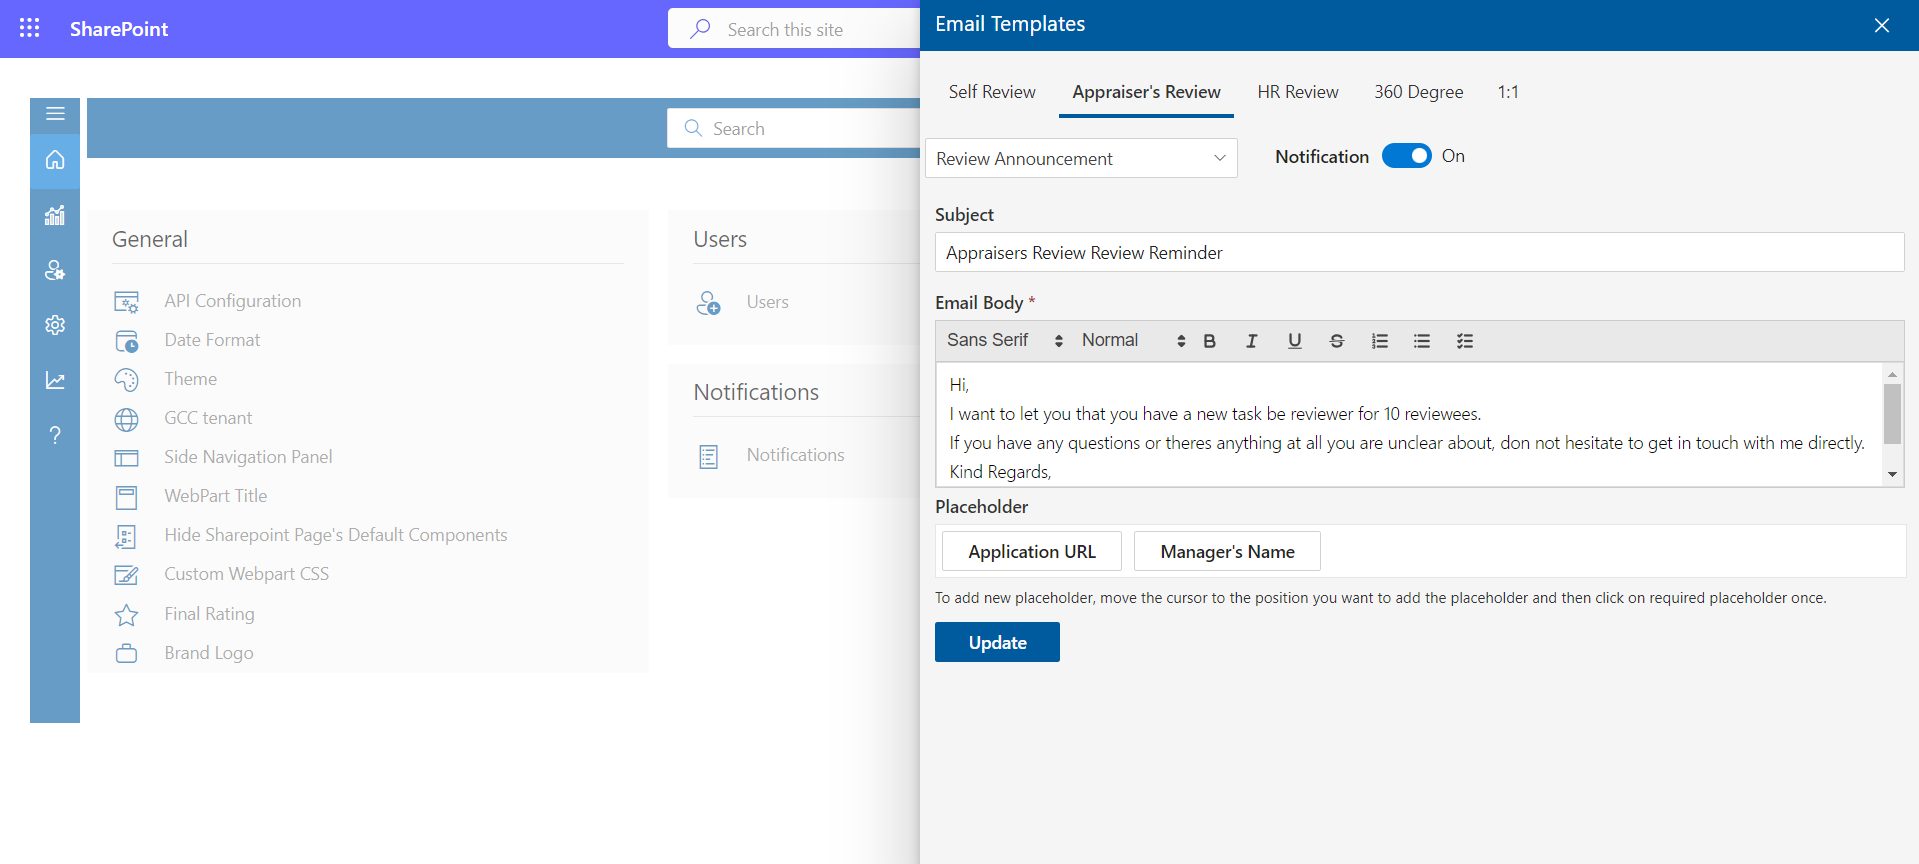 SharePoint
Search this site
Search
General
API Configuration
Date Format
Theme
GCC tenant
Side Navigation Panel
WebPart Title
Hide Sharepoint Page's Default Components
Custom Webpart CSS
Final Rating
Brand Logo
Users
Users
Notifications
Notifications
Email Templates
Self Review Appraiser's Review HR Review 360 Degree 1:1
Review Announcement Notification On
Subject
Appraisers Review Review Reminder
Email Body *
Sans Serif Normal B I U S
Hi,
I want to let you that you have a new task be reviewer for 10 reviewees.
If you have any questions or theres anything at all you are unclear about, don not hesitate to get in touch with me directly.
Kind Regards,
Placeholder
Application URL Manager's Name
To add new placeholder, move the cursor to the position you want to add the placeholder and then click on required placeholder once.
Update